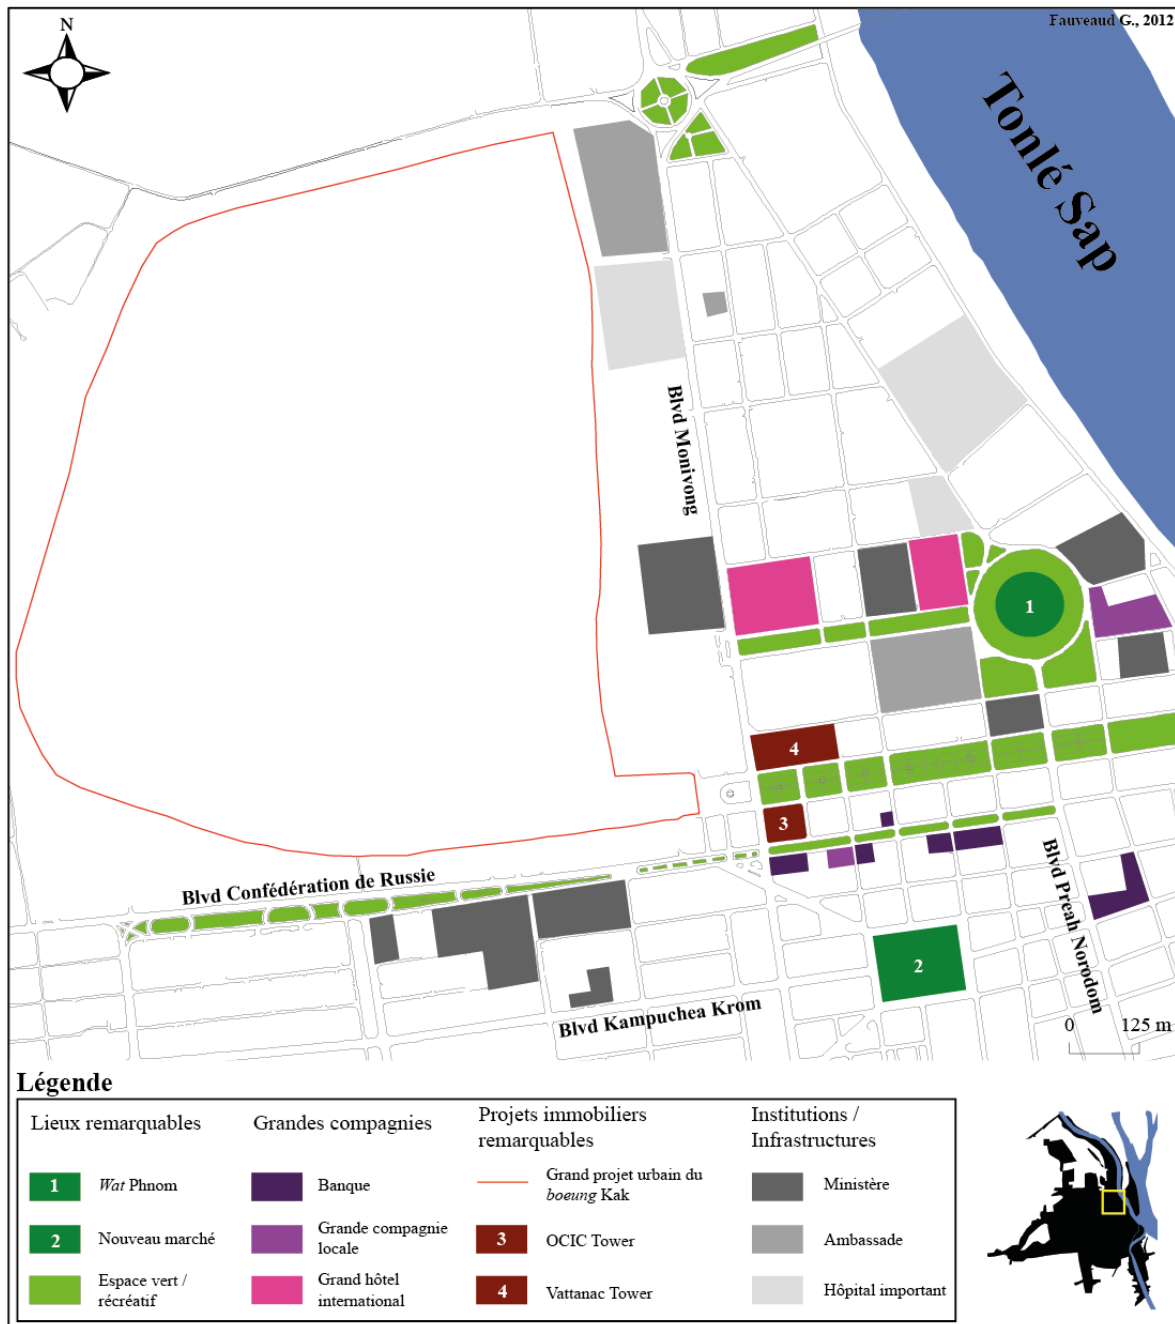 Fauveaud G., 2012
N
Tonlé Sap
Blvd Monivong
1
4
3
Blvd Confédération de Russie
Blvd Preah Norodom
2
Blvd Kampuchea Krom
0 125 m
Légende
Lieux remarquables
1 Wat Phnom
2 Nouveau marché
Espace vert /
récréatif
Grandes compagnies
Banque
Grande compagnie
locale
Grand hôtel
international
Projets immobiliers
remarquables
Grand projet urbain du
boeung Kak
3 OCIC Tower
4 Vattanac Tower
Institutions /
Infrastructures
Ministère
Ambassade
Hôpital important